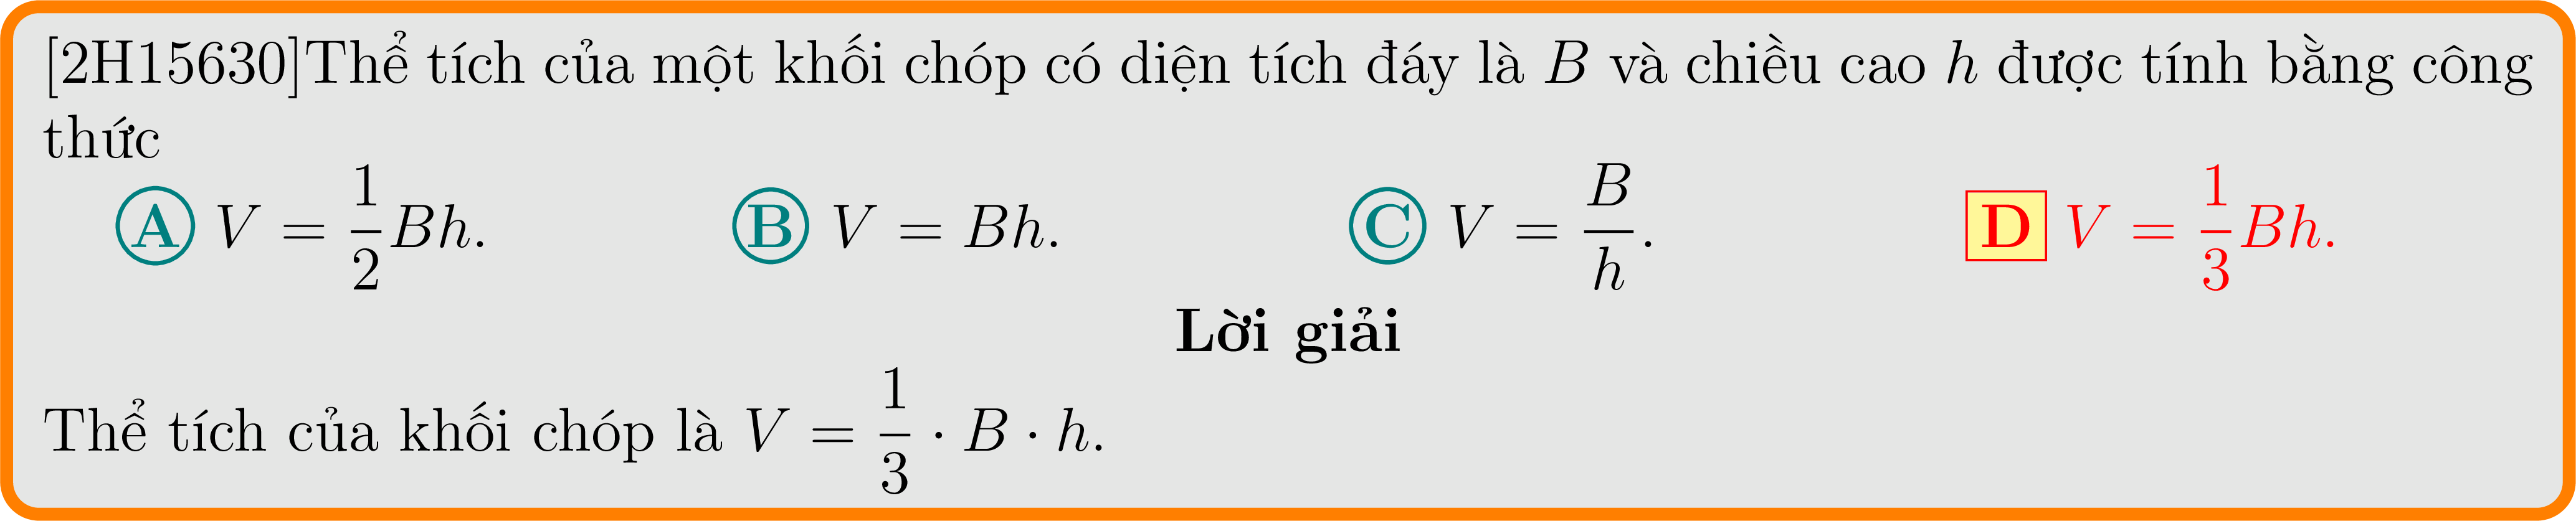 [2H15630]Thể tích của một khối chóp có diện tích đáy là B và chiều cao h được tính bằng công
thức
A V = \frac{1}{2}Bh. B V = Bh. C V = \frac{B}{h}. D V = \frac{1}{3}Bh.
Lời giải
Thể tích của khối chóp là V = \frac{1}{3} · B · h.